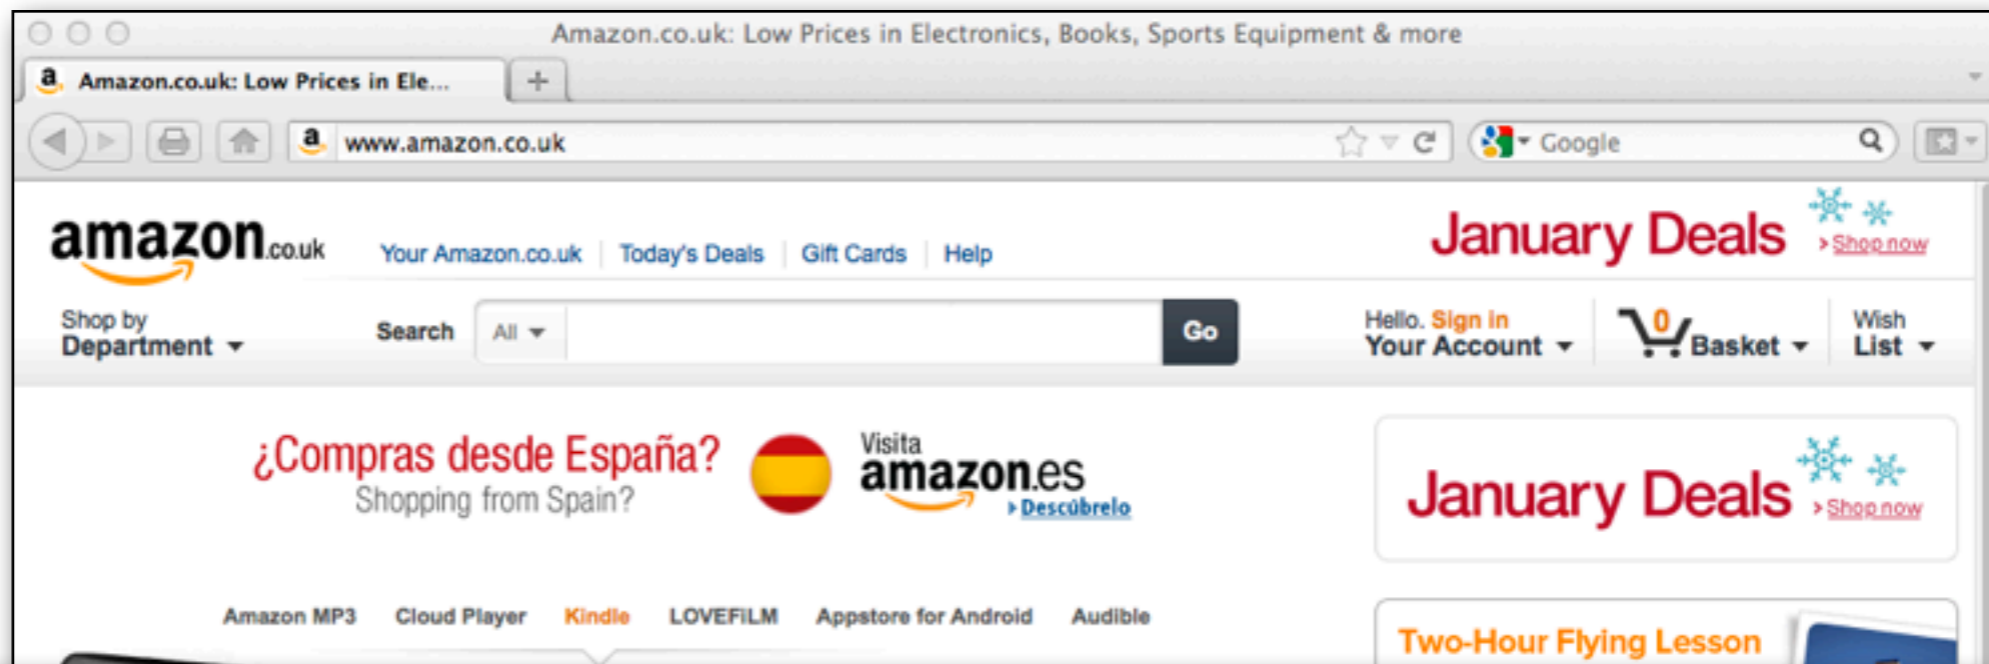 Amazon.co.uk: Low Prices in Electronics, Books, Sports Equipment & more
a Amazon.co.uk: Low Prices in Ele... +
a www.amazon.co.uk Google
amazon.co.uk Your Amazon.co.uk Today's Deals Gift Cards Help
January Deals Shop now
Shop by
Department
Search All Go
Hello. Sign in
Your Account
0 Basket
Wish
List
¿Compras desde España?
Shopping from Spain?
Visita
amazon.es
Descúbrelo
January Deals Shop now
Amazon MP3 Cloud Player Kindle LOVEFiLM Appstore for Android Audible
Two-Hour Flying Lesson